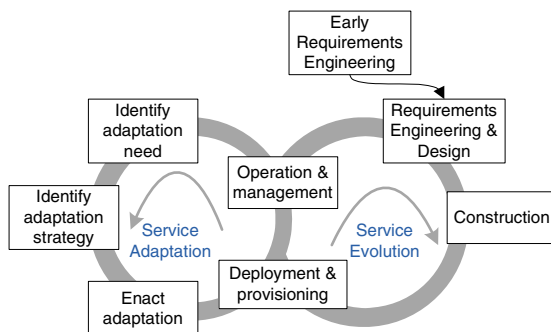 Early
Requirements
Engineering
Identify
adaptation
need
Requirements
Engineering &
Design
Operation &
management
Identify
adaptation
strategy
Service
Adaptation
Service
Evolution
Construction
Deployment &
provisioning
Enact
adaptation